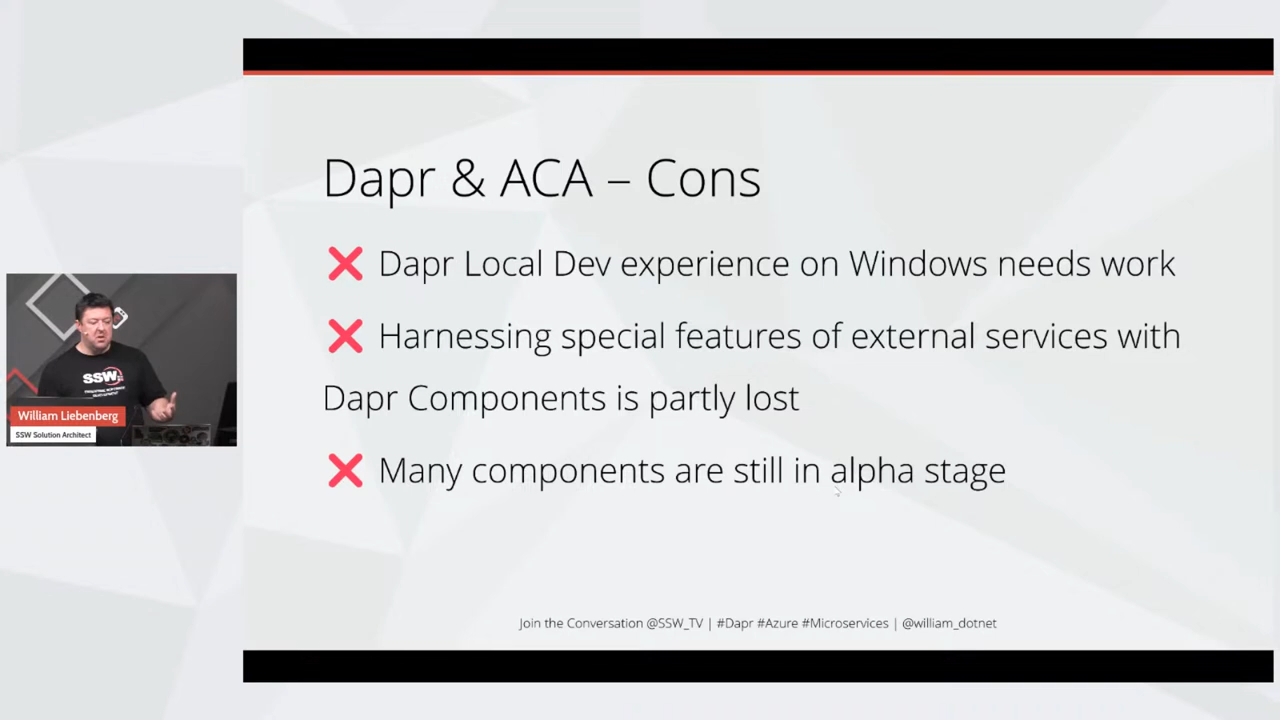 Dapr & ACA – Cons
❌ Dapr Local Dev experience on Windows needs work
❌ Harnessing special features of external services with
Dapr Components is partly lost
❌ Many components are still in alpha stage
SSW
William Liebenberg
SSW Solution Architect
Join the Conversation @SSW_TV | #Dapr #Azure #Microservices | @william_dotnet